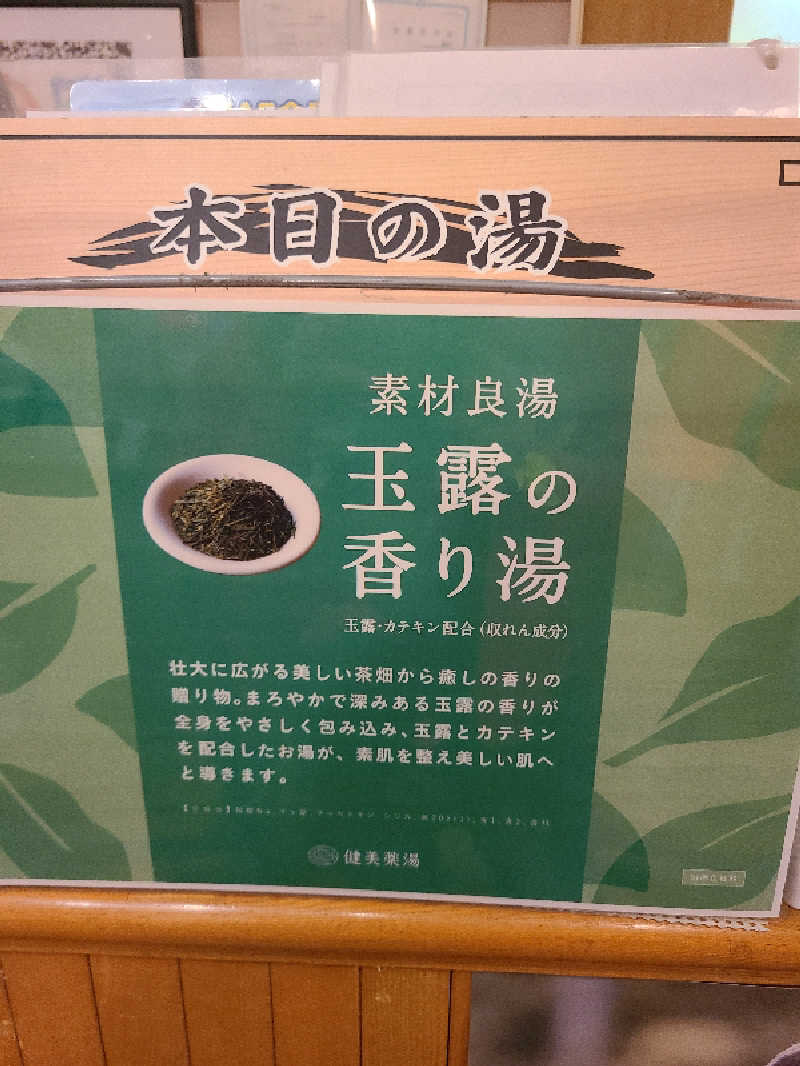 本日の湯
素材良湯
玉露の
香り湯
玉露・カテキン配合(収れん成分)
壮大に広がる美しい茶畑から癒しの香りの
贈り物。まろやかで深みある玉露の香りが
全身をやさしく包み込み、玉露とカテキン
を配合したお湯が、素肌を整え美しい肌へ
と導きます。
健美薬湯